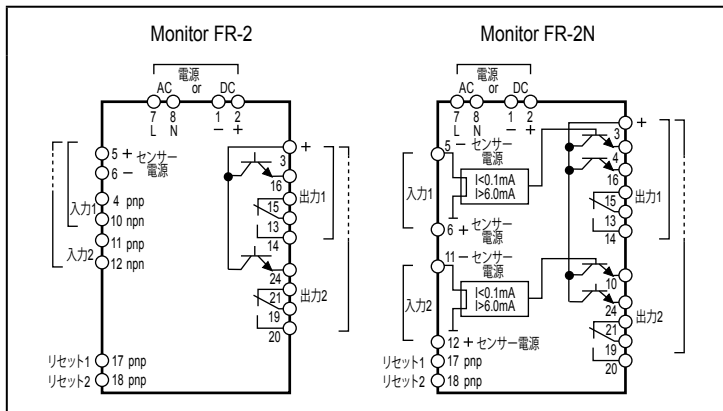 Monitor FR-2
電源
AC or DC
7 8 1 2
L N − +
5 + センサー
6 − 電源
4 pnp
入力1
10 npn
11 pnp
入力2
12 npn
リセット1 17 pnp
リセット2 18 pnp
+
3
16
15
出力1
13
14
24
21
出力2
19
20
Monitor FR-2N
電源
AC or DC
7 8 1 2
L N − +
5 − センサー
電源
I<0.1mA
I>6.0mA
入力1
6 + センサー
電源
11 − センサー
電源
I<0.1mA
I>6.0mA
入力2
12 + センサー電源
リセット1 17 pnp
リセット2 18 pnp
+
3
4
16
15
出力1
13
14
10
24
21
出力2
19
20